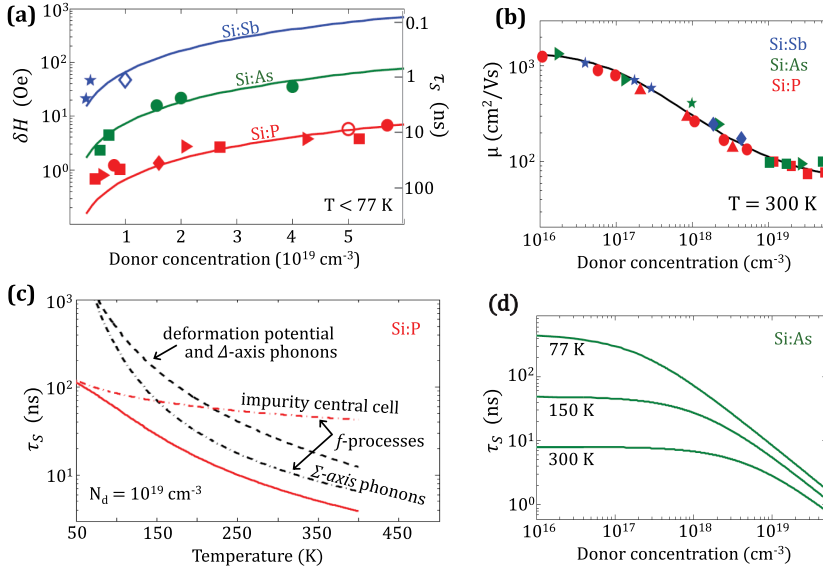 (a)
10³
10²
10¹
10⁰
δH (Oe)
Si:Sb
Si:As
Si:P
T < 77 K
0.1
1
10
100
τ_S (ns)
1 2 3 4 5 6
Donor concentration (10¹⁹ cm⁻³)
(b)
10³
10²
μ (cm²/Vs)
Si:Sb
Si:As
Si:P
T = 300 K
10¹⁶ 10¹⁷ 10¹⁸ 10¹⁹
Donor concentration (cm⁻³)
(c)
10³
10²
10¹
τ_S (ns)
Si:P
deformation potential
and Δ-axis phonons
impurity central cell
f-processes
Σ-axis phonons
N_d = 10¹⁹ cm⁻³
50 150 250 350 450
Temperature (K)
(d)
10²
10¹
10⁰
τ_S (ns)
Si:As
77 K
150 K
300 K
10¹⁶ 10¹⁷ 10¹⁸ 10¹⁹
Donor concentration (cm⁻³)